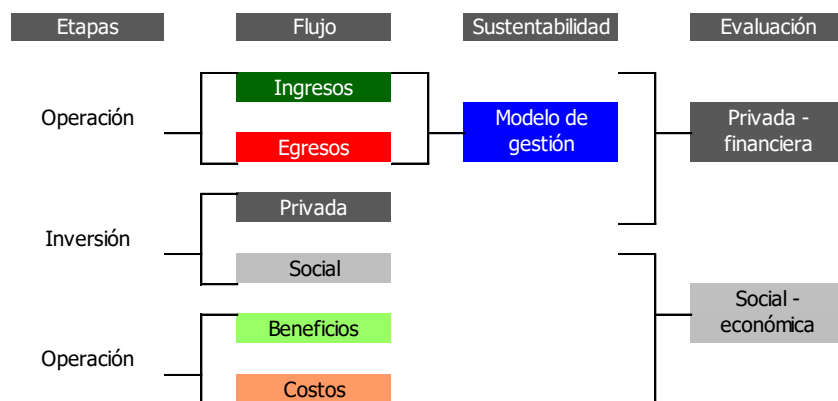 Etapas
Flujo
Sustentabilidad
Evaluación
Operación
Ingresos
Egresos
Modelo de
gestión
Privada -
financiera
Inversión
Privada
Social
Operación
Beneficios
Costos
Social -
económica